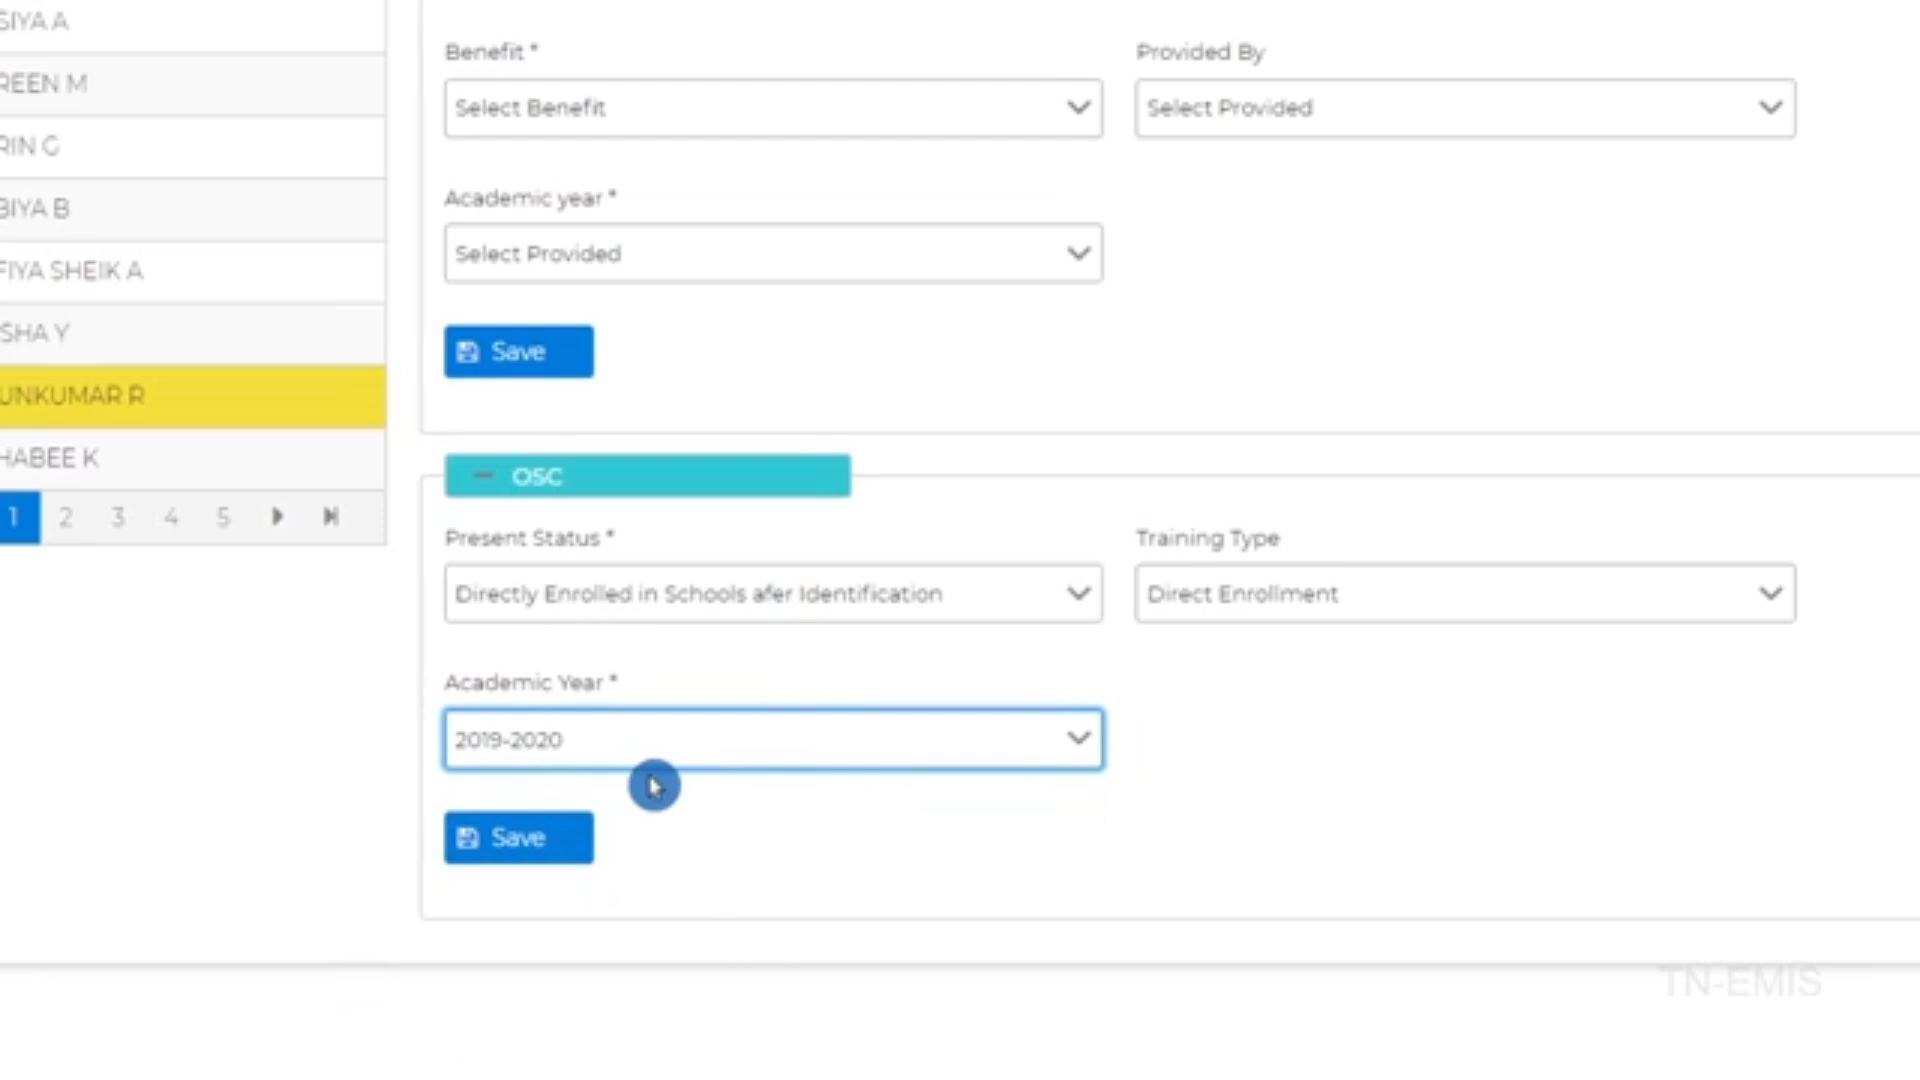 SIYA A
REEN M
RIN G
BIYA B
FIYA SHEIK A
SHA Y
UNKUMAR R
HABEE K
1 2 3 4 5
Benefit * Provided By
Select Benefit Select Provided
Academic year *
Select Provided
Save
OSC
Present Status * Training Type
Directly Enrolled in Schools afer Identification Direct Enrollment
Academic Year *
2019-2020
Save
TN-EMIS